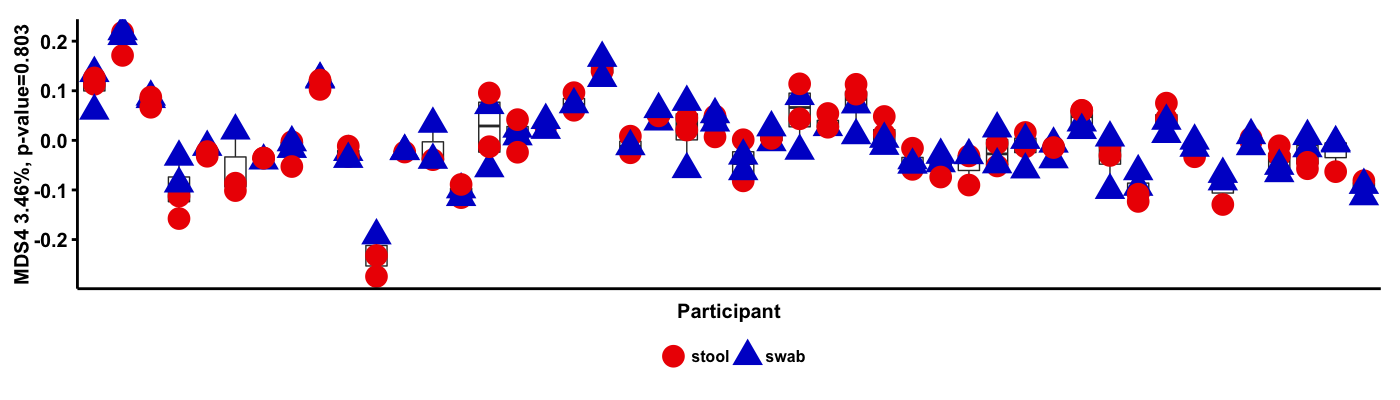 MDS4 3.46%, p-value=0.803
0.2
0.1
0.0
-0.1
-0.2
Participant
stool swab